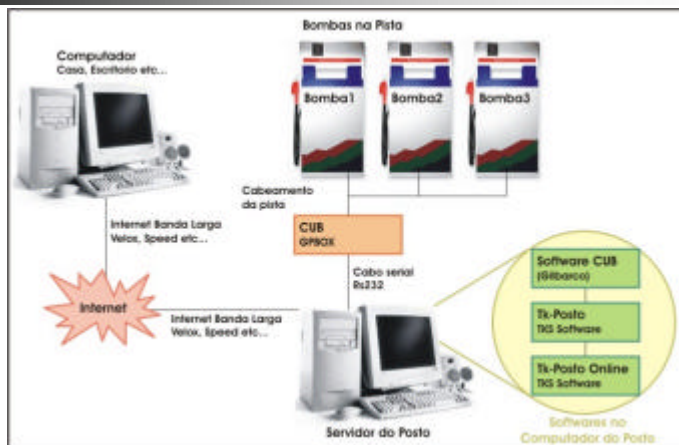 Bombas na Pista
Computador
Casa, Escritorio etc...
Bomba1
Bomba2
Bomba3
Cabeamento
da pista
CUB
GPBOX
Internet Banda Larga
Velox, Speed etc...
Cabo serial
Rs232
Internet
Internet Banda Larga
Velox, Speed etc...
Servidor do Posto
Software CUB
(Gilbarco)
Tk-Posto
TKS Software
Tk-Posto Online
TKS Software
Softwares no
Computador do Posto